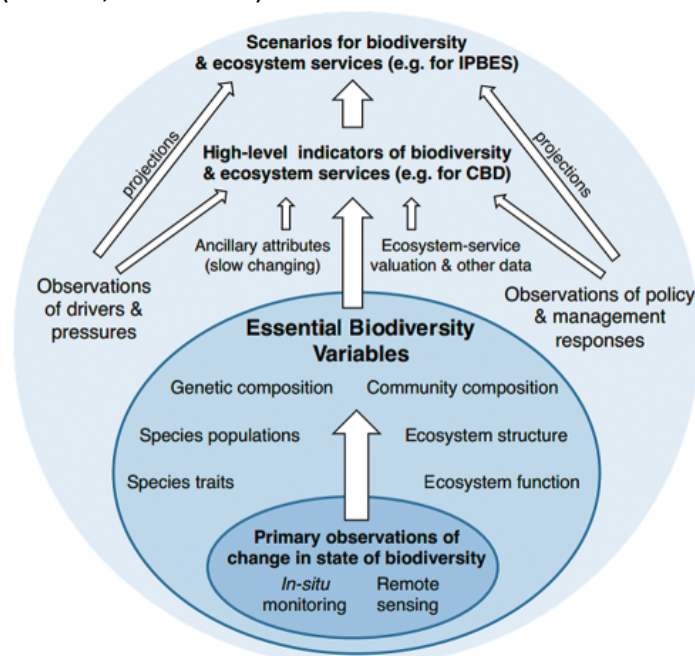 Scenarios for biodiversity
& ecosystem services (e.g. for IPBES)
projections
projections
High-level indicators of biodiversity
& ecosystem services (e.g. for CBD)
Ancillary attributes
(slow changing)
Ecosystem-service
valuation & other data
Observations
of drivers &
pressures
Observations of policy
& management
responses
Essential Biodiversity
Variables
Genetic composition
Community composition
Species populations
Ecosystem structure
Species traits
Ecosystem function
Primary observations of
change in state of biodiversity
In-situ
monitoring
Remote
sensing